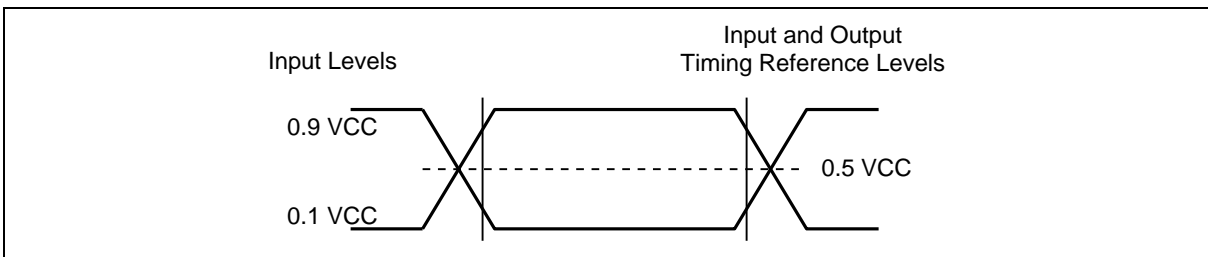 Input and Output
Input Levels
Timing Reference Levels
0.9 VCC
0.5 VCC
0.1 VCC